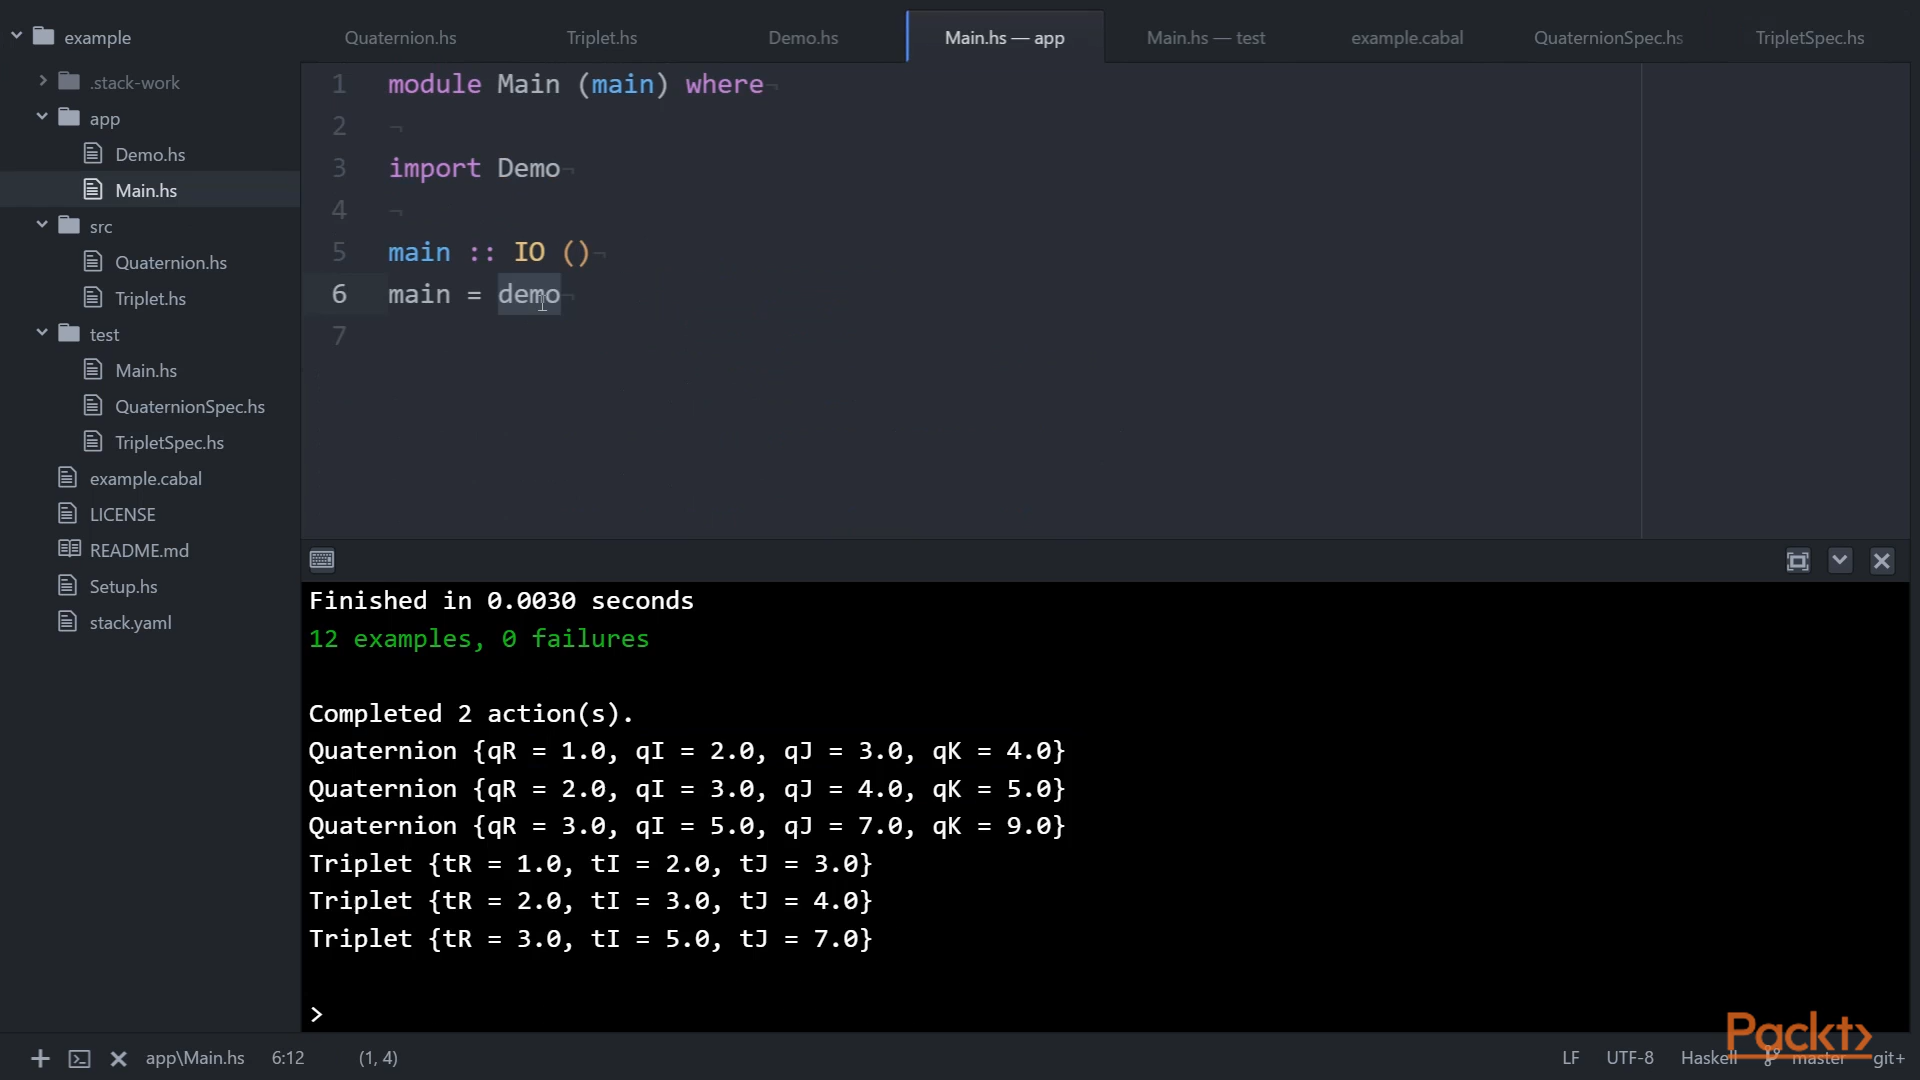 example
.stack-work
app
Demo.hs
Main.hs
src
Quaternion.hs
Triplet.hs
test
Main.hs
QuaternionSpec.hs
TripletSpec.hs
example.cabal
LICENSE
README.md
Setup.hs
stack.yaml
Quaternion.hs Triplet.hs Demo.hs Main.hs — app Main.hs — test example.cabal QuaternionSpec.hs TripletSpec.hs
1 module Main (main) where¬
2 ¬
3 import Demo¬
4 ¬
5 main :: IO ()¬
6 main = demo¬
7
Finished in 0.0030 seconds
12 examples, 0 failures
Completed 2 action(s).
Quaternion {qR = 1.0, qI = 2.0, qJ = 3.0, qK = 4.0}
Quaternion {qR = 2.0, qI = 3.0, qJ = 4.0, qK = 5.0}
Quaternion {qR = 3.0, qI = 5.0, qJ = 7.0, qK = 9.0}
Triplet {tR = 1.0, tI = 2.0, tJ = 3.0}
Triplet {tR = 2.0, tI = 3.0, tJ = 4.0}
Triplet {tR = 3.0, tI = 5.0, tJ = 7.0}
>
Packt>
app\Main.hs 6:12 (1, 4) LF UTF-8 Haskell master git+